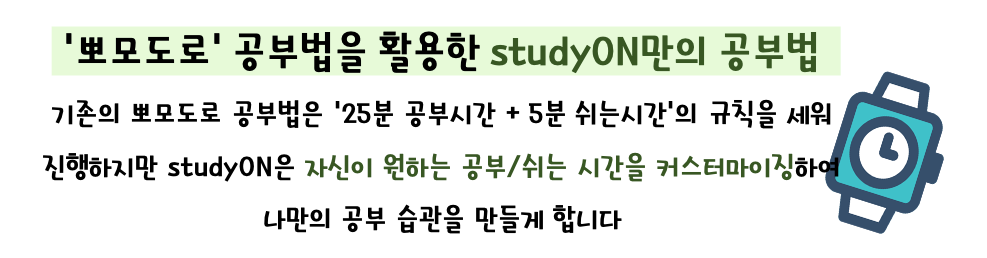 '뽀모도로' 공부법을 활용한 studyON만의 공부법
기존의 뽀모도로 공부법은 '25분 공부시간 + 5분 쉬는시간'의 규칙을 세워
진행하지만 studyON은 자신이 원하는 공부/쉬는 시간을 커스터마이징하여
나만의 공부 습관을 만들게 합니다